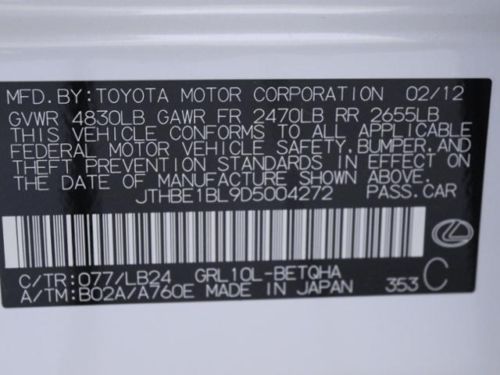 MFD.BY:TOYOTA MOTOR CORPORATION 02/12
GVWR 4830LB GAWR FR 2470LB RR 2655LB
THIS VEHICLE CONFORMS TO ALL APPLICABLE
FEDERAL MOTOR VEHICLE SAFETY,BUMPER,AND
THEFT PREVENTION STANDARDS IN EFFECT ON
THE DATE OF MANUFACTURE SHOWN ABOVE.
JTHBE1BL9D5004272 PASS.CAR
C/TR:077/LB24 GRL10L-BETQHA
A/TM:B02A/A760E MADE IN JAPAN 353 C